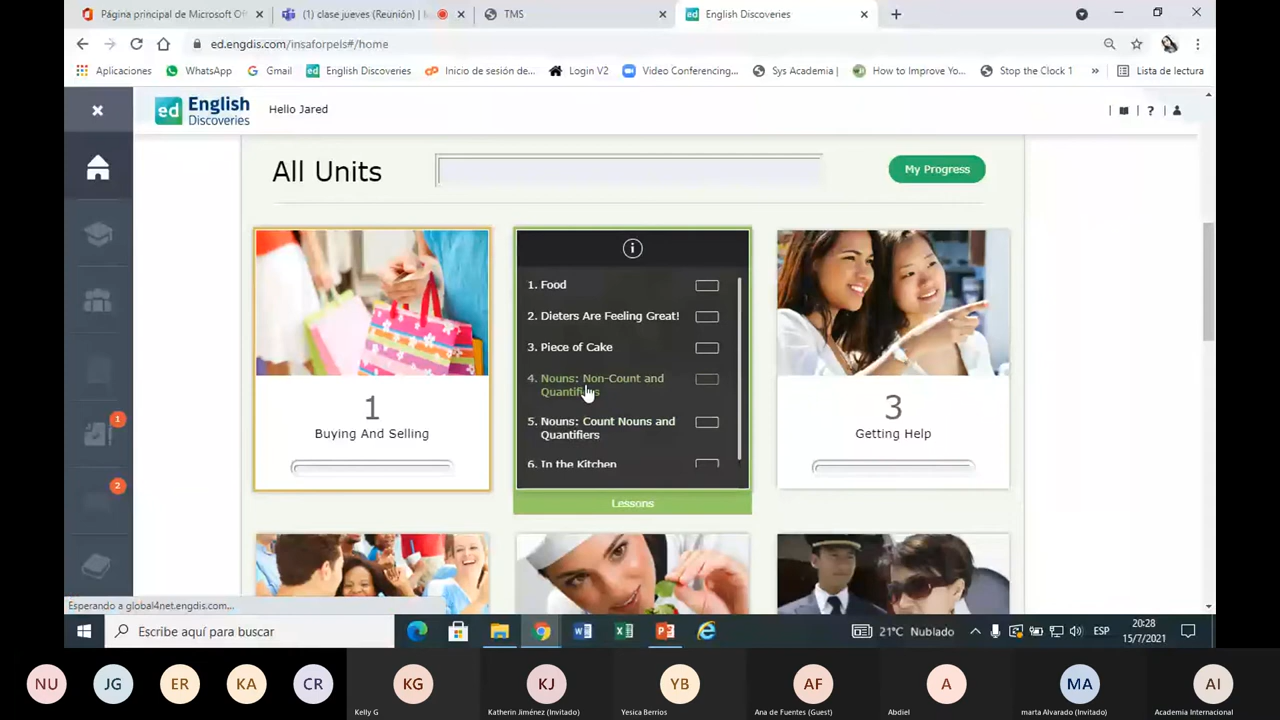 Página principal de Microsoft Of
(1) clase jueves (Reunión) |
TMS
English Discoveries
ed.engdis.com/insaforpels#/home
Aplicaciones
WhatsApp
Gmail
English Discoveries
Inicio de sesión de...
Login V2
Video Conferencing...
Sys Academia |
How to Improve Yo...
Stop the Clock 1
»
Lista de lectura
ed English Discoveries
Hello Jared
All Units
My Progress
1
Buying And Selling
1. Food
2. Dieters Are Feeling Great!
3. Piece of Cake
4. Nouns: Non-Count and
Quantifiers
5. Nouns: Count Nouns and
Quantifiers
6. In the Kitchen
Lessons
3
Getting Help
1
2
Esperando a global4net.engdis.com...
Escribe aquí para buscar
21°C Nublado
ESP
20:28
15/7/2021
NU
JG
ER
KA
CR
KG
Kelly G
KJ
Katherin Jiménez (Invitado)
YB
Yesica Berrios
AF
Ana de Fuentes (Guest)
A
Abdiel
MA
marta Alvarado (Invitado)
AI
Academia Internacional